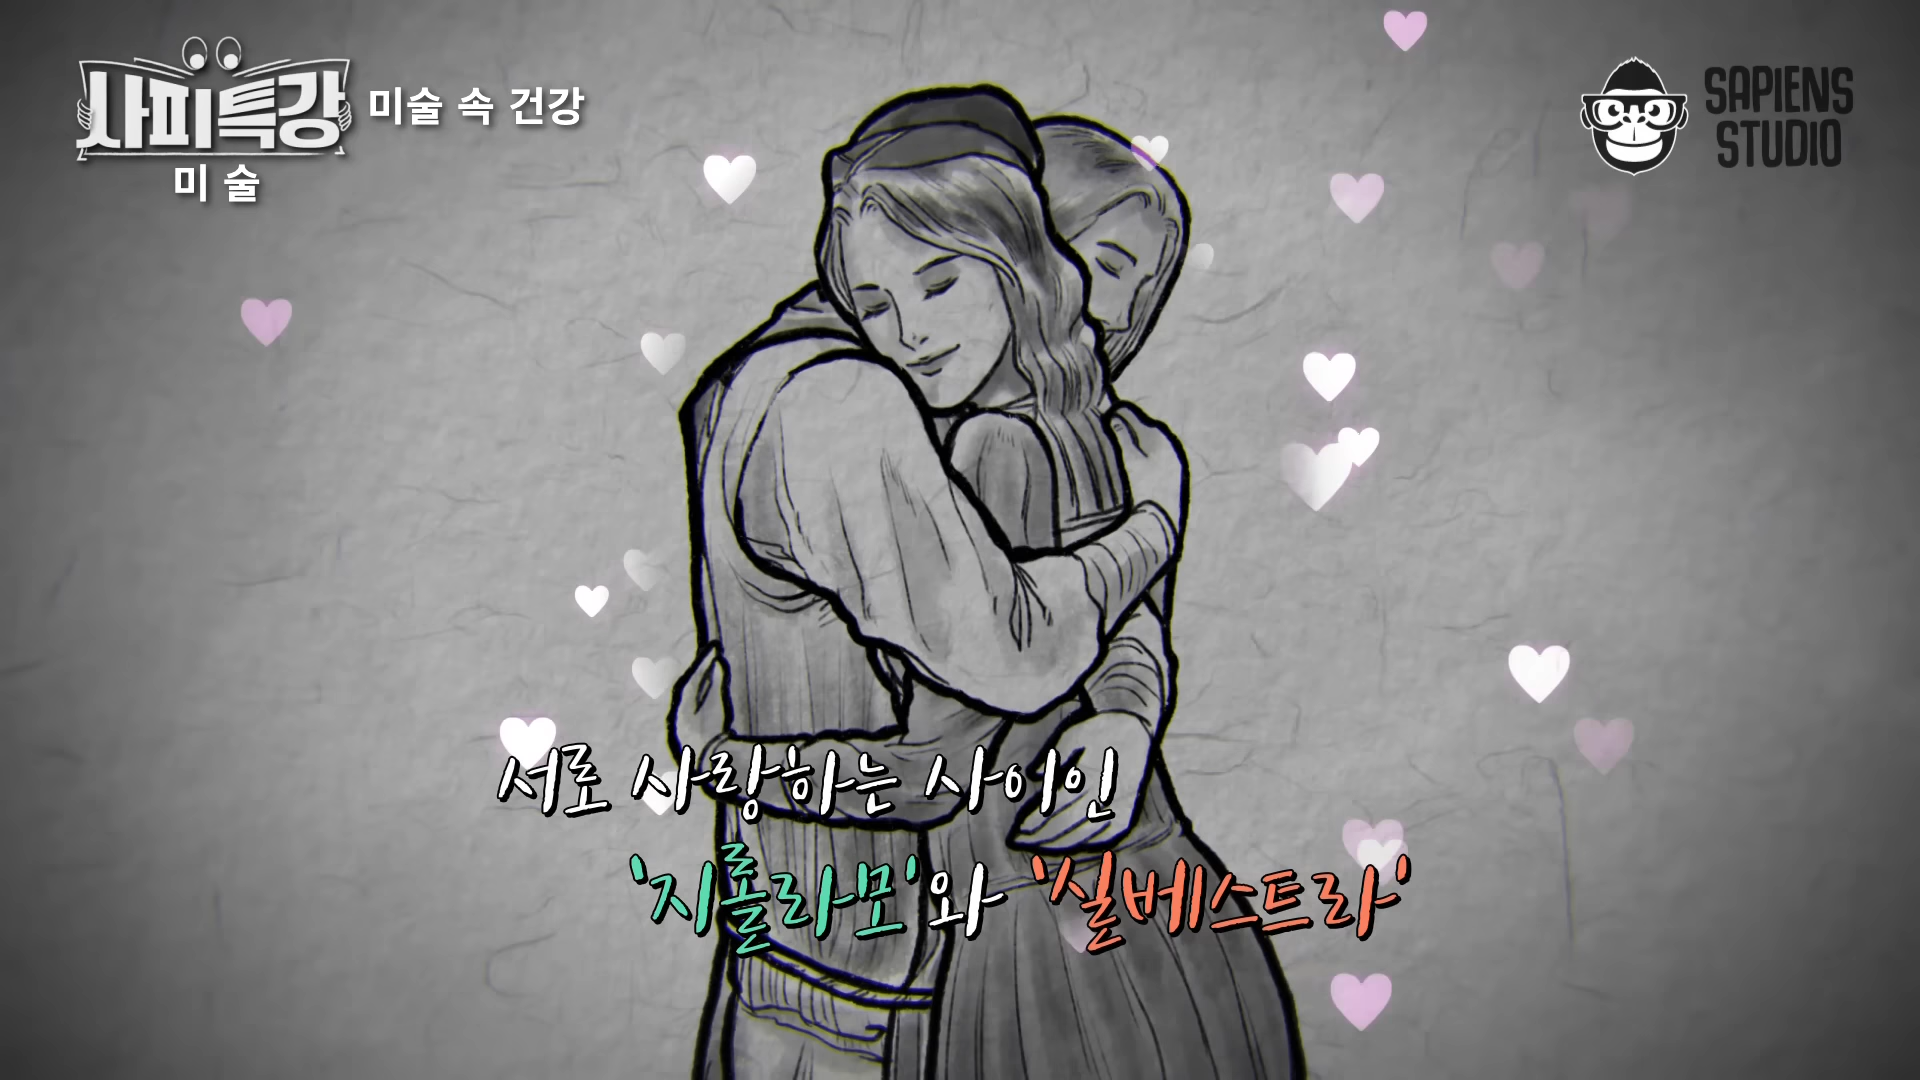 사피특강 미술 속 건강
미술
SAPIENS
STUDIO
서로 사랑하는 사이인
'지롤라모'와 '실베스트라'